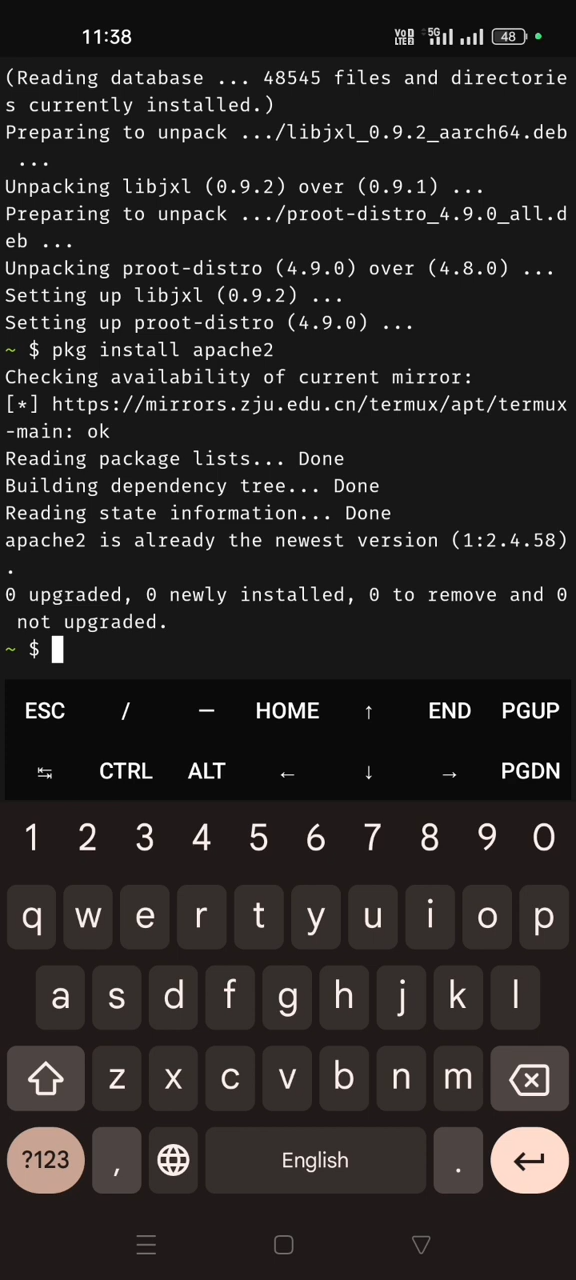 11:38 Vo LTE 2 5G 48
(Reading database ... 48545 files and directorie
s currently installed.)
Preparing to unpack .../libjxl_0.9.2_aarch64.deb
 ...
Unpacking libjxl (0.9.2) over (0.9.1) ...
Preparing to unpack .../proot-distro_4.9.0_all.d
eb ...
Unpacking proot-distro (4.9.0) over (4.8.0) ...
Setting up libjxl (0.9.2) ...
Setting up proot-distro (4.9.0) ...
~ $ pkg install apache2
Checking availability of current mirror:
[*] https://mirrors.zju.edu.cn/termux/apt/termux
-main: ok
Reading package lists... Done
Building dependency tree... Done
Reading state information... Done
apache2 is already the newest version (1:2.4.58)
.
0 upgraded, 0 newly installed, 0 to remove and 0
 not upgraded.
~ $
ESC / — HOME ↑ END PGUP
↹ CTRL ALT ← ↓ → PGDN
1 2 3 4 5 6 7 8 9 0
q w e r t y u i o p
a s d f g h j k l
z x c v b n m
?123 , English .